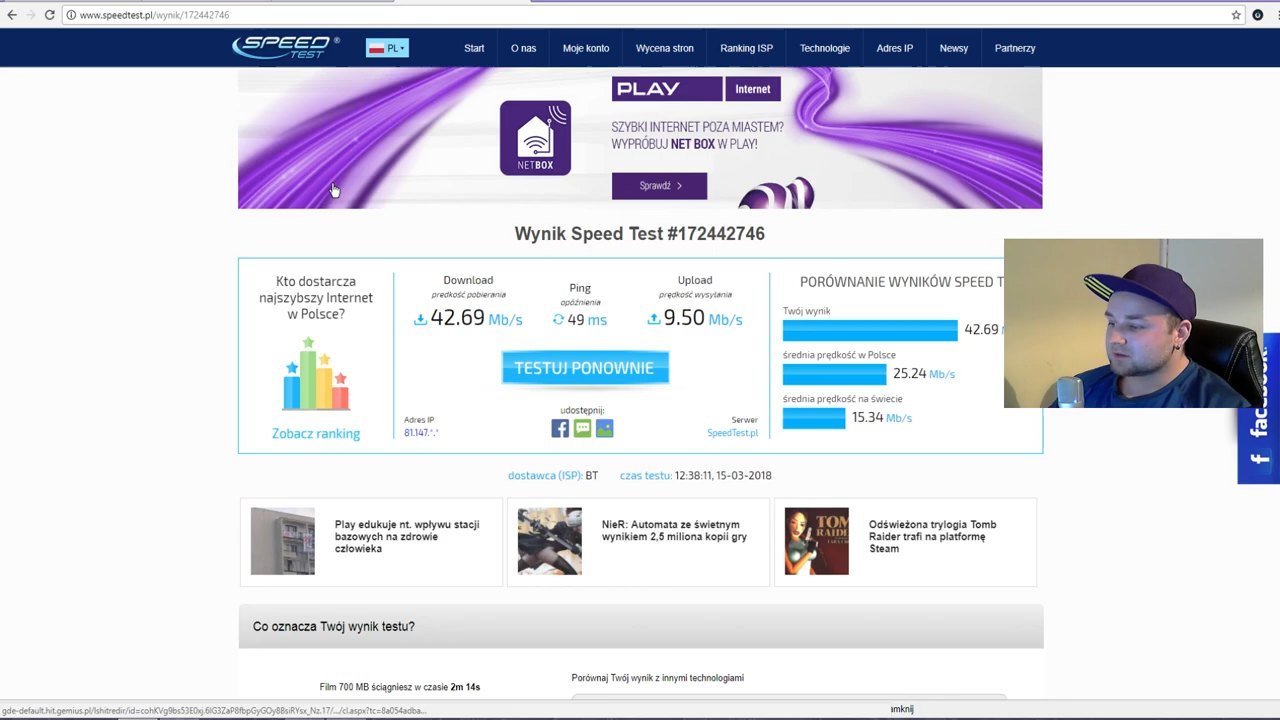 www.speedtest.pl/wynik/172442746
SPEED TEST
PL
Start
O nas
Moje konto
Wycena stron
Ranking ISP
Technologie
Adres IP
Newsy
Partnerzy
PLAY
Internet
SZYBKI INTERNET POZA MIASTEM?
WYPRÓBUJ NET BOX W PLAY!
NETBOX
Sprawdź
Wynik Speed Test #172442746
Kto dostarcza
najszybszy Internet
w Polsce?
Zobacz ranking
Download
prędkość pobierania
42.69 Mb/s
Ping
opóźnienia
49 ms
Upload
prędkość wysyłania
9.50 Mb/s
TESTUJ PONOWNIE
udostępnij:
Adres IP
81.147.*.*
Serwer
SpeedTest.pl
PORÓWNANIE WYNIKÓW SPEED T
Twój wynik
42.69
średnia prędkość w Polsce
25.24 Mb/s
średnia prędkość na świecie
15.34 Mb/s
facebook
dostawca (ISP): BT
czas testu: 12:38:11, 15-03-2018
Play edukuje nt. wpływu stacji
bazowych na zdrowie
człowieka
NieR: Automata ze świetnym
wynikiem 2,5 miliona kopii gry
TOM
RAIDER
Odświeżona trylogia Tomb
Raider trafi na platformę
Steam
Co oznacza Twój wynik testu?
Film 700 MB ściągniesz w czasie 2m 14s
Porównaj Twój wynik z innymi technologiami
amknij